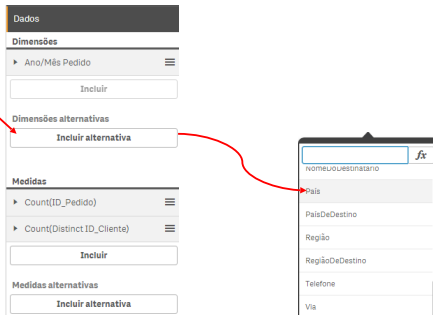 Dados
Dimensões
Ano/Mês Pedido
Incluir
Dimensões alternativas
Incluir alternativa
Medidas
Count(ID_Pedido)
Count(Distinct ID_Cliente)
Incluir
Medidas alternativas
Incluir alternativa
fx
NomeDoDestinatário
País
PaísDeDestino
Região
RegiãoDeDestino
Telefone
Via